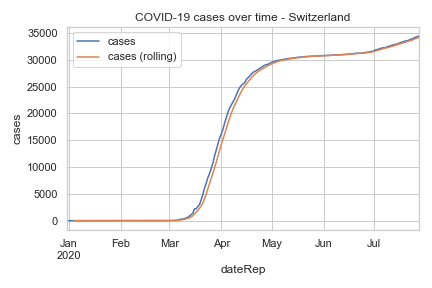 COVID-19 cases over time - Switzerland
cases
cases (rolling)
35000
30000
25000
20000
15000
10000
5000
0
cases
Jan Feb Mar Apr May Jun Jul
2020
dateRep